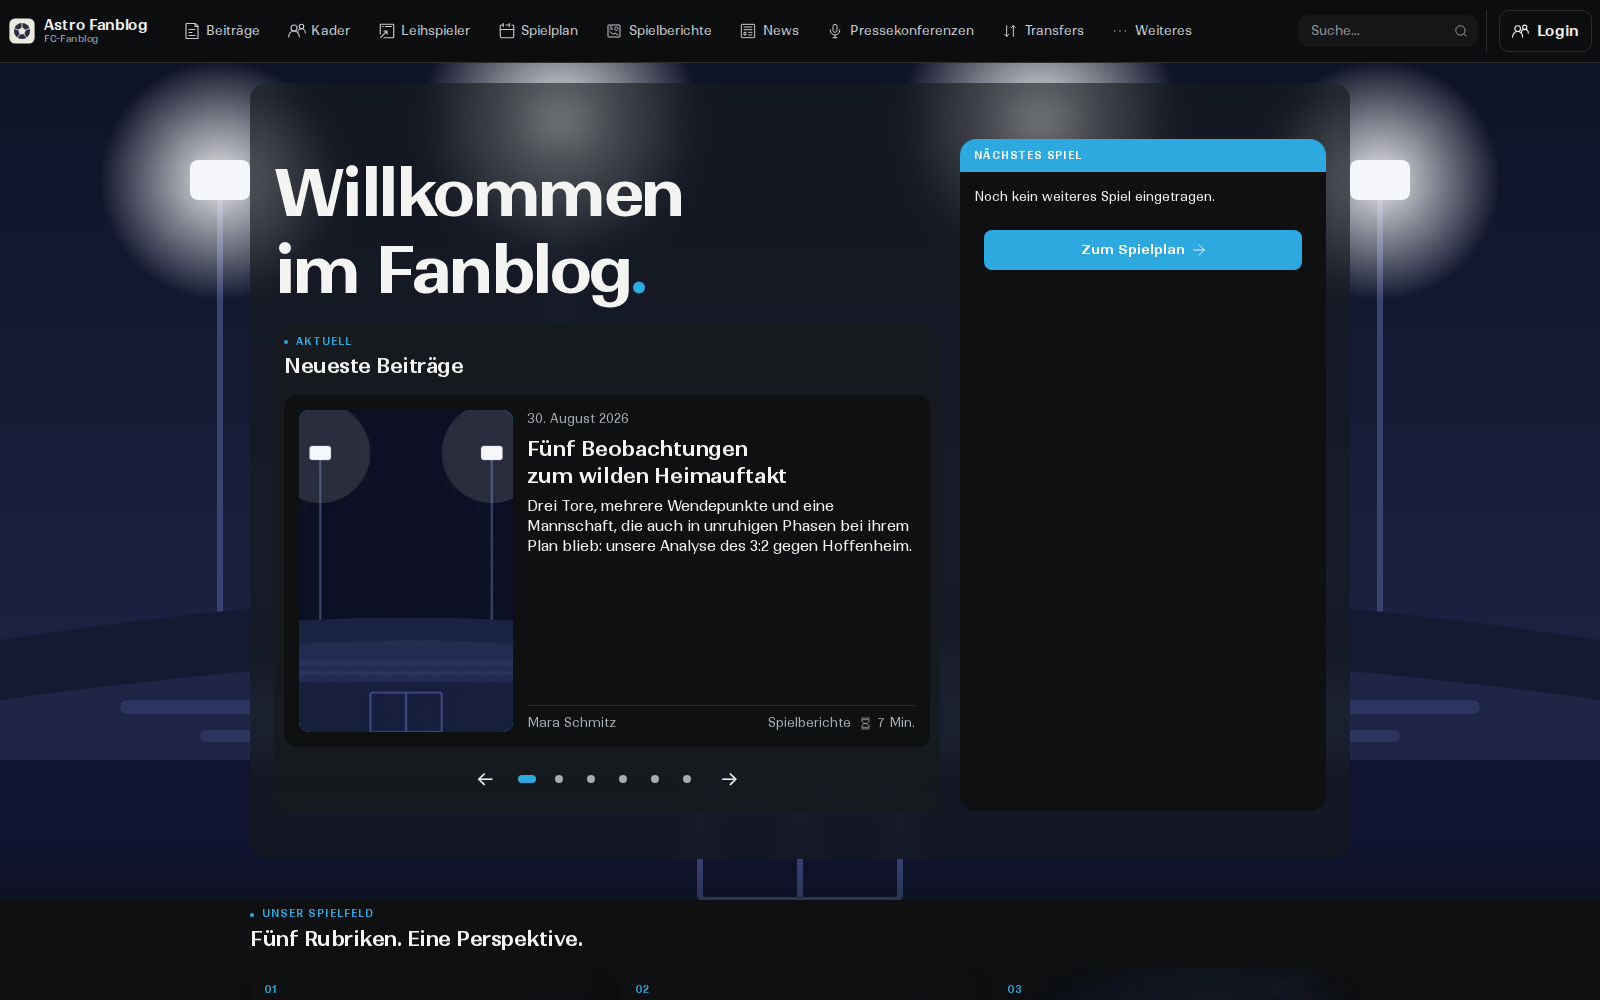 Astro Fanblog
FC-Fanblog
Beiträge
Kader
Leihspieler
Spielplan
Spielberichte
News
Pressekonferenzen
Transfers
Weiteres
Suche...
Login
Willkommen
im Fanblog.
AKTUELL
Neueste Beiträge
30. August 2026
Fünf Beobachtungen
zum wilden Heimauftakt
Drei Tore, mehrere Wendepunkte und eine
Mannschaft, die auch in unruhigen Phasen bei ihrem
Plan blieb: unsere Analyse des 3:2 gegen Hoffenheim.
Mara Schmitz
Spielberichte 7 Min.
NÄCHSTES SPIEL
Noch kein weiteres Spiel eingetragen.
Zum Spielplan →
UNSER SPIELFELD
Fünf Rubriken. Eine Perspektive.
01
02
03